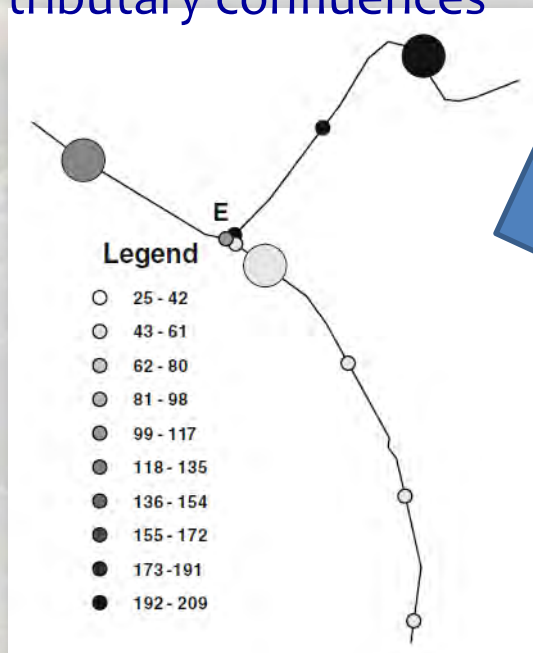 tributary confluences
E
Legend
25 - 42
43 - 61
62 - 80
81 - 98
99 - 117
118 - 135
136 - 154
155 - 172
173 -191
192 - 209